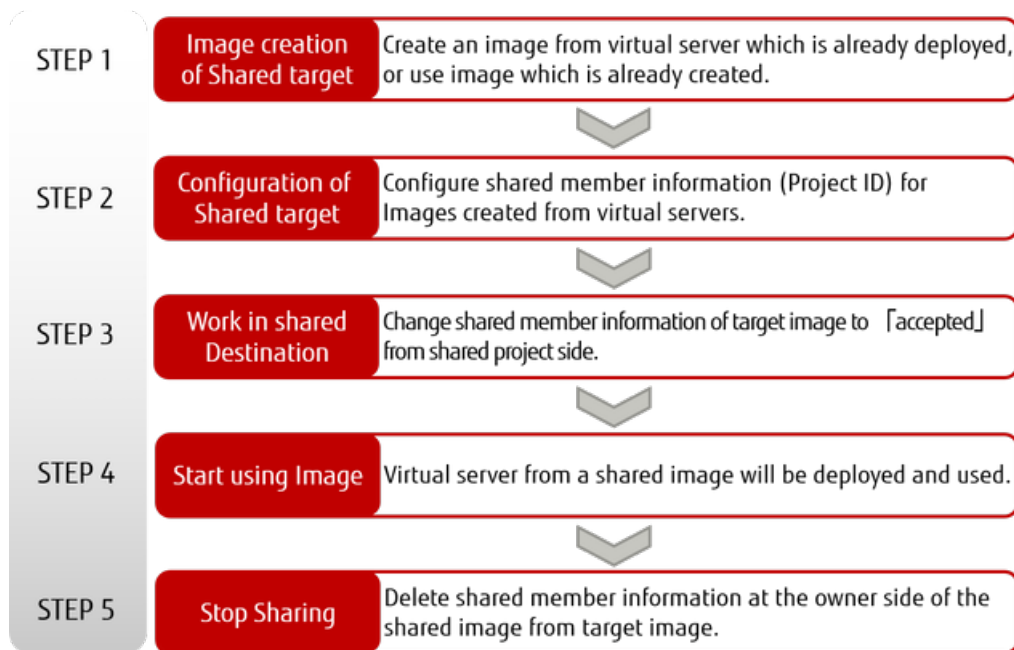 STEP 1
Image creation
of Shared target
Create an image from virtual server which is already deployed,
or use image which is already created.
STEP 2
Configuration of
Shared target
Configure shared member information (Project ID) for
Images created from virtual servers.
STEP 3
Work in shared
Destination
Change shared member information of target image to 「accepted」
from shared project side.
STEP 4
Start using Image
Virtual server from a shared image will be deployed and used.
STEP 5
Stop Sharing
Delete shared member information at the owner side of the
shared image from target image.